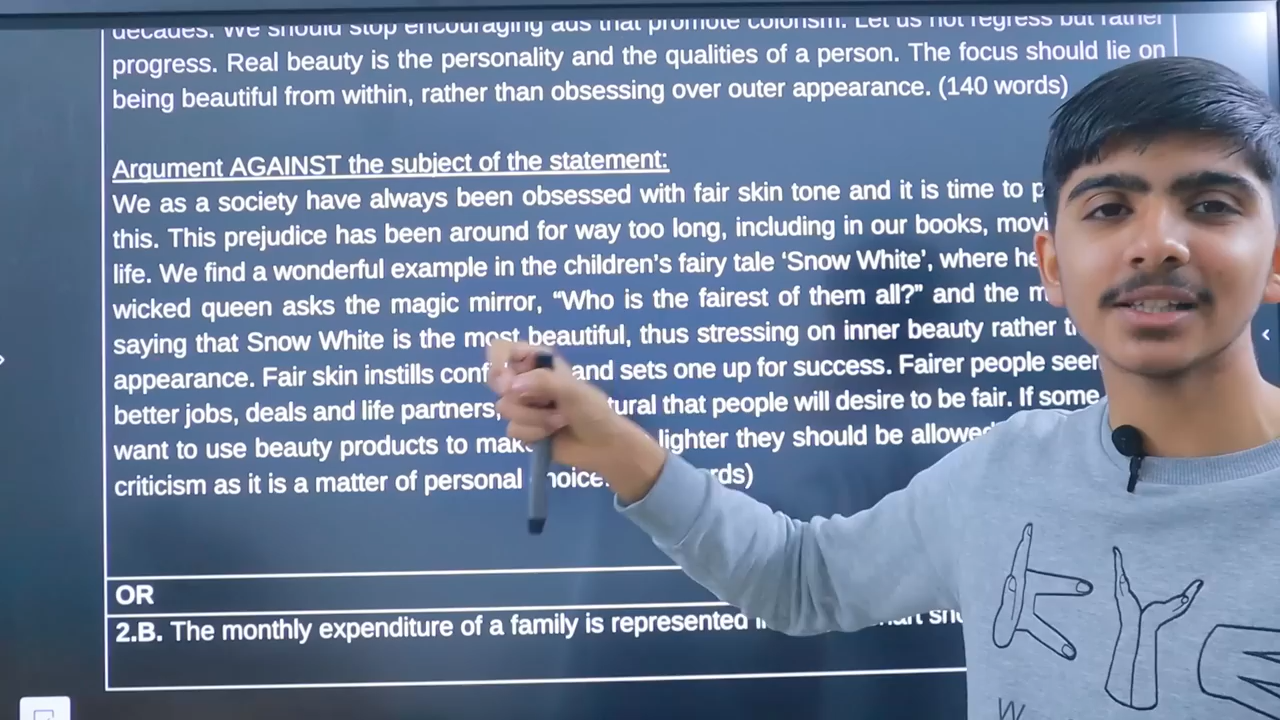 decades. We should stop encouraging ads that promote colorism. Let us not regress but rather
progress. Real beauty is the personality and the qualities of a person. The focus should lie on
being beautiful from within, rather than obsessing over outer appearance. (140 words)
Argument AGAINST the subject of the statement:
We as a society have always been obsessed with fair skin tone and it is time to
this. This prejudice has been around for way too long, including in our books,
life. We find a wonderful example in the children's fairy tale ‘Snow White’, where
wicked queen asks the magic mirror, “Who is the fairest of them all?” and the
saying that Snow White is the most beautiful, thus stressing on inner beauty rather
appearance. Fair skin instills and sets one up for success. Fairer people
better jobs, deals and life partners, that people will desire to be fair. If some
want to use beauty products to lighter they should be allowed
criticism as it is a matter of personal
OR
2.B. The monthly expenditure of a family is represented
KYE